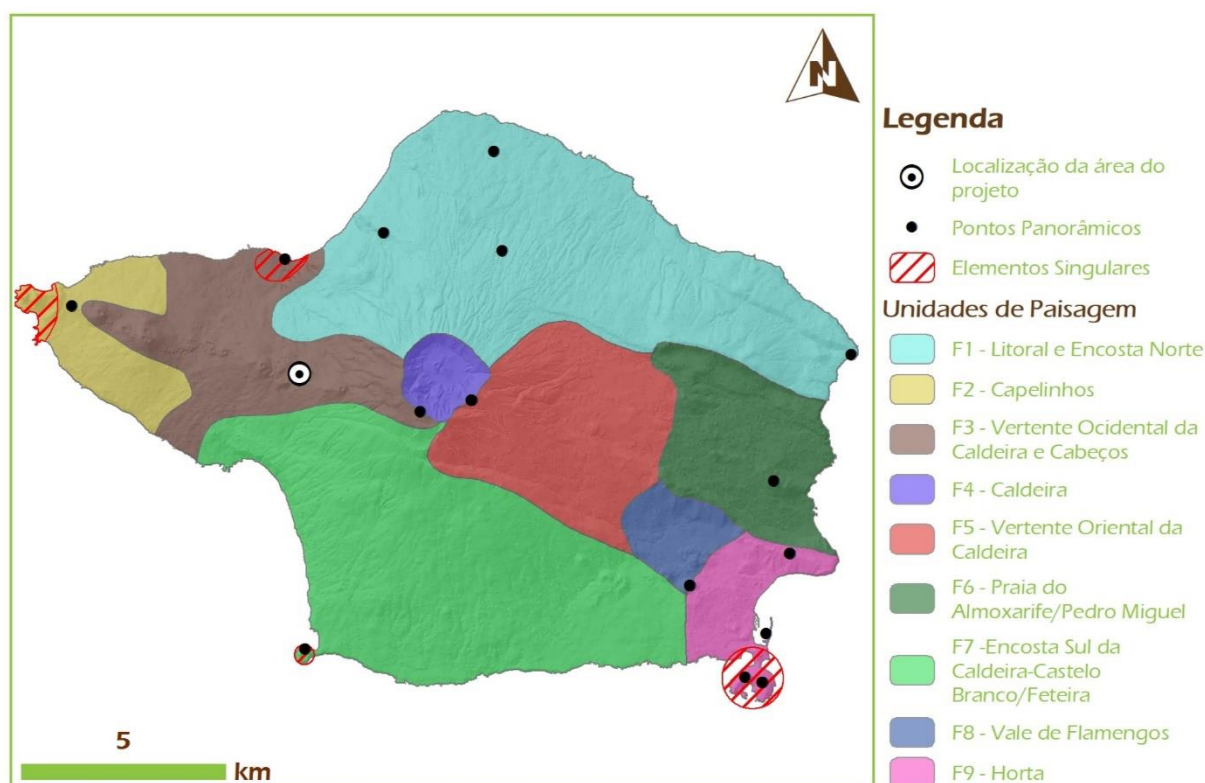 N
5
km
Legenda
Localização da área do
projeto
Pontos Panorâmicos
Elementos Singulares
Unidades de Paisagem
F1 - Litoral e Encosta Norte
F2 - Capelinhos
F3 - Vertente Ocidental da
Caldeira e Cabeços
F4 - Caldeira
F5 - Vertente Oriental da
Caldeira
F6 - Praia do
Almoxarife/Pedro Miguel
F7 -Encosta Sul da
Caldeira-Castelo
Branco/Feteira
F8 - Vale de Flamengos
F9 - Horta